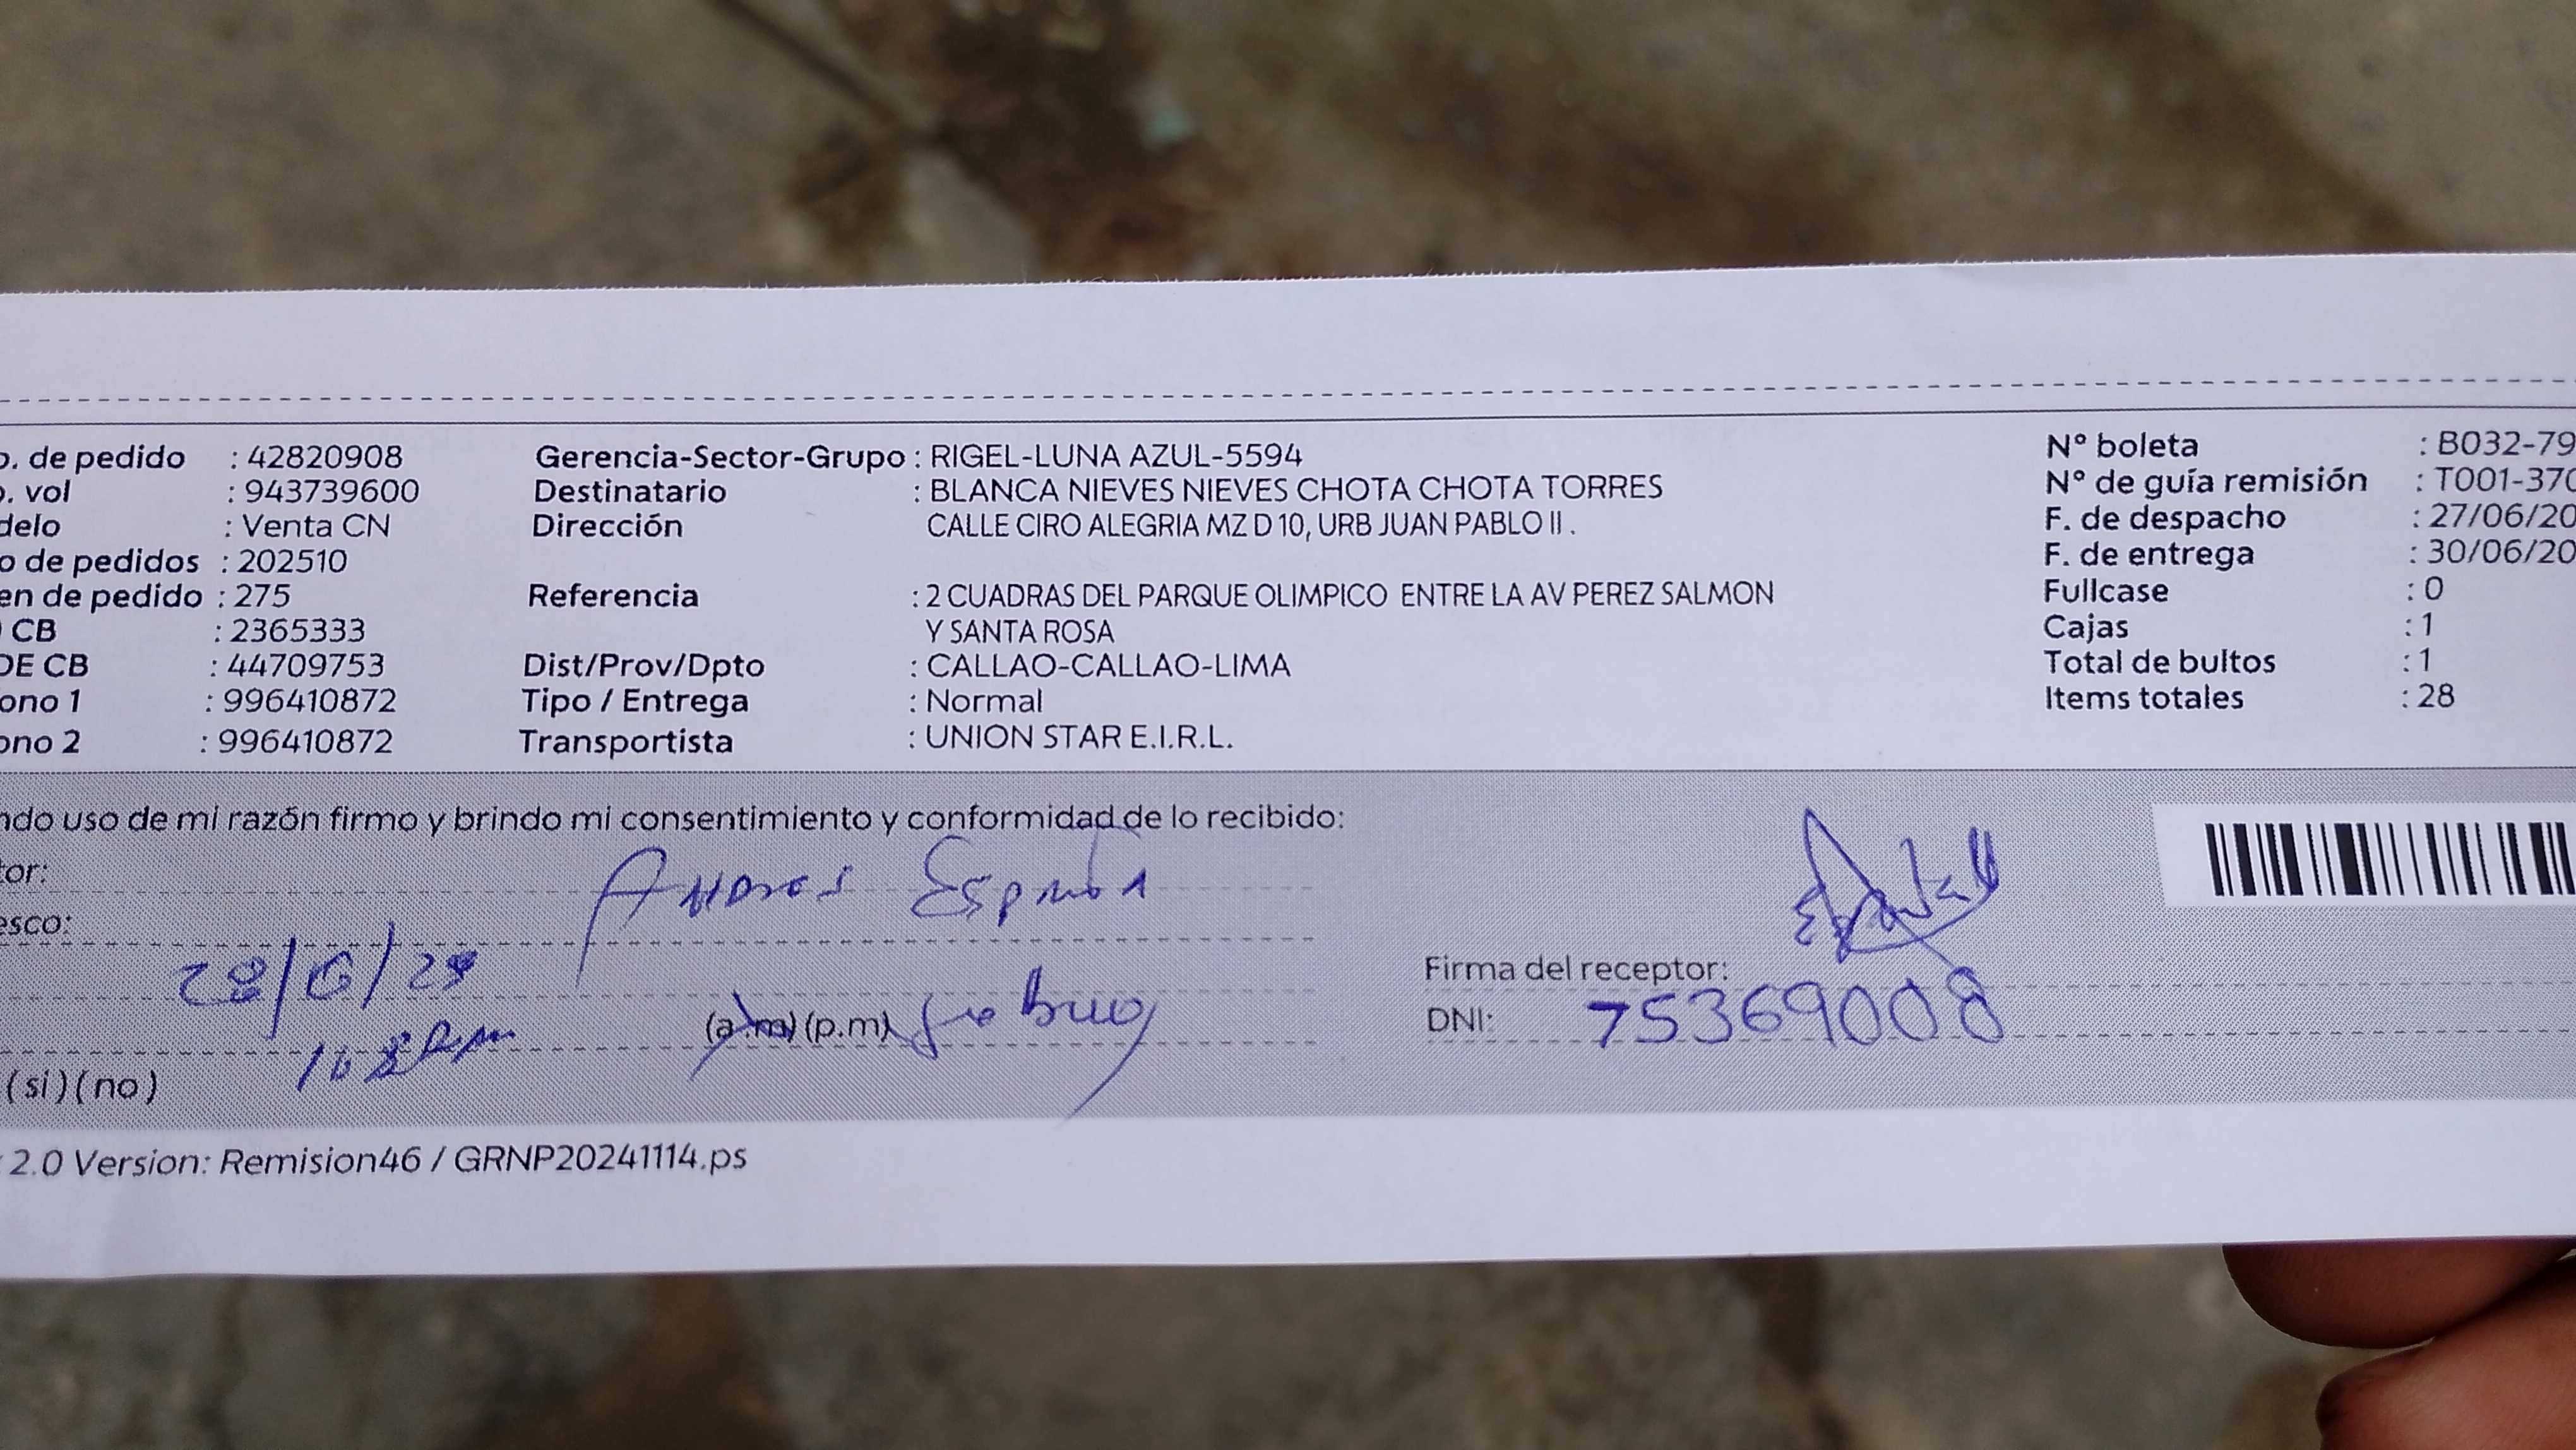 o. de pedido : 42820908 Gerencia-Sector-Grupo : RIGEL-LUNA AZUL-5594 N° boleta : B032-79
o. vol : 943739600 Destinatario : BLANCA NIEVES NIEVES CHOTA CHOTA TORRES N° de guía remisión : T001-370
delo : Venta CN Dirección CALLE CIRO ALEGRIA MZ D 10, URB JUAN PABLO II . F. de despacho : 27/06/20
o de pedidos : 202510 F. de entrega : 30/06/20
en de pedido : 275 Referencia : 2 CUADRAS DEL PARQUE OLIMPICO ENTRE LA AV PEREZ SALMON Fullcase : 0
CB : 2365333 Y SANTA ROSA Cajas : 1
DE CB : 44709753 Dist/Prov/Dpto : CALLAO-CALLAO-LIMA Total de bultos : 1
ono 1 : 996410872 Tipo / Entrega : Normal Items totales : 28
ono 2 : 996410872 Transportista : UNION STAR E.I.R.L.
ndo uso de mi razón firmo y brindo mi consentimiento y conformidad de lo recibido:
tor:
esco:
Firma del receptor:
(a.m) (p.m) DNI: 75369008
(si) (no)
2.0 Version: Remision46 / GRNP20241114.ps